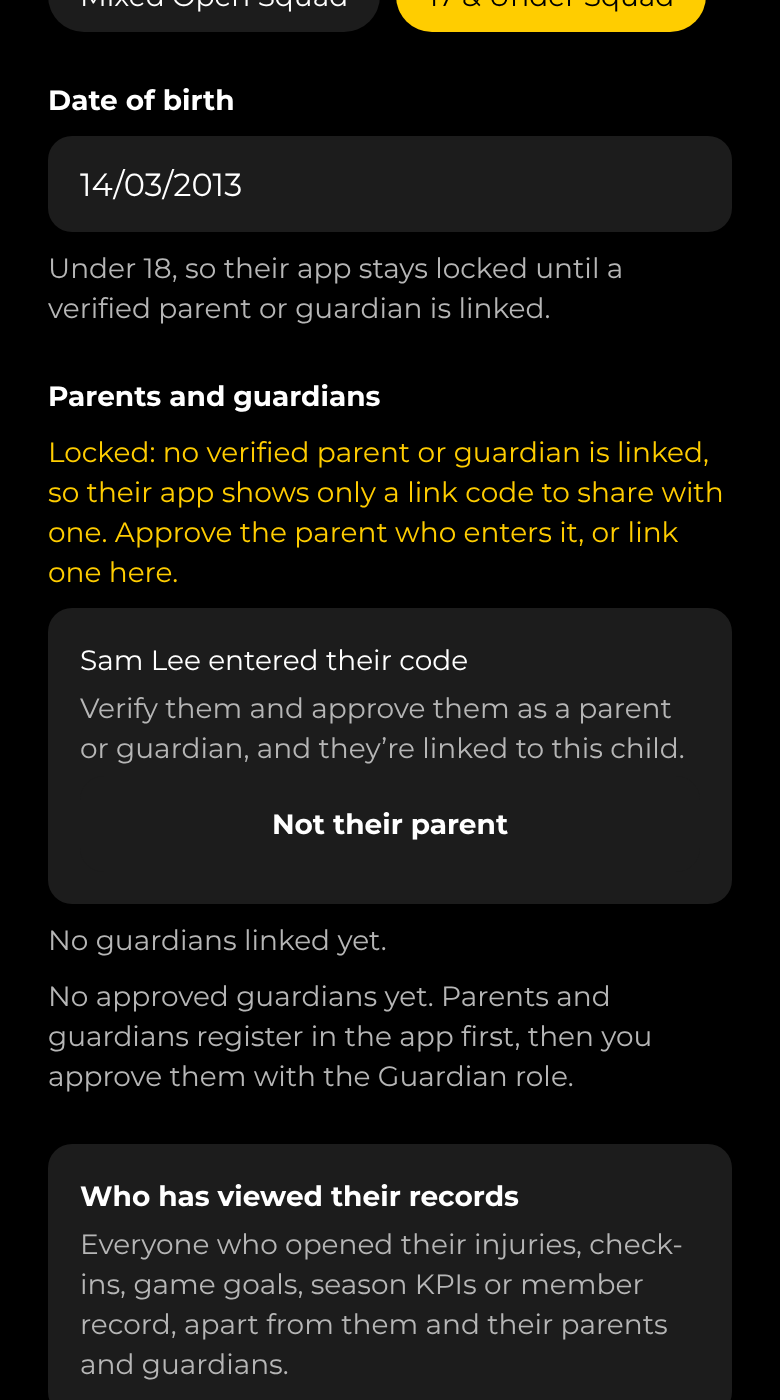 Mixed Open Squad
17 & Under Squad
Date of birth
14/03/2013
Under 18, so their app stays locked until a
verified parent or guardian is linked.
Parents and guardians
Locked: no verified parent or guardian is linked,
so their app shows only a link code to share with
one. Approve the parent who enters it, or link
one here.
Sam Lee entered their code
Verify them and approve them as a parent
or guardian, and they’re linked to this child.
Not their parent
No guardians linked yet.
No approved guardians yet. Parents and
guardians register in the app first, then you
approve them with the Guardian role.
Who has viewed their records
Everyone who opened their injuries, check-
ins, game goals, season KPIs or member
record, apart from them and their parents
and guardians.